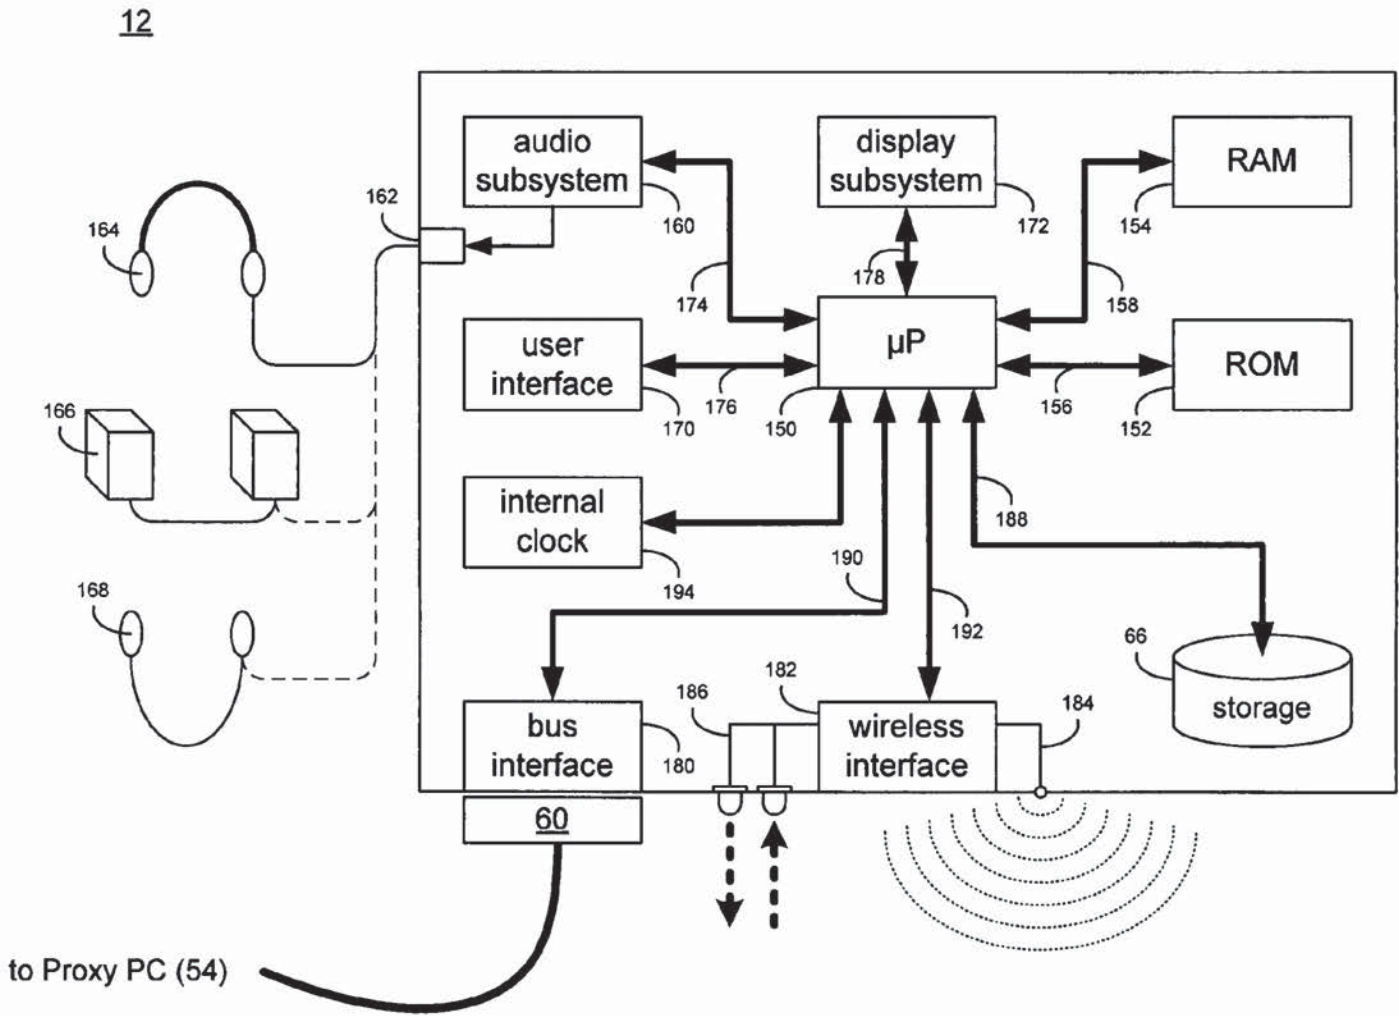 12
audio
subsystem
160
display
subsystem
172
RAM
154
162
164
174
178
158
user
interface
170
176
µP
150
ROM
156
152
166
internal
clock
194
188
190
192
168
66
storage
bus
interface
180
186
182
wireless
interface
184
60
to Proxy PC (54)